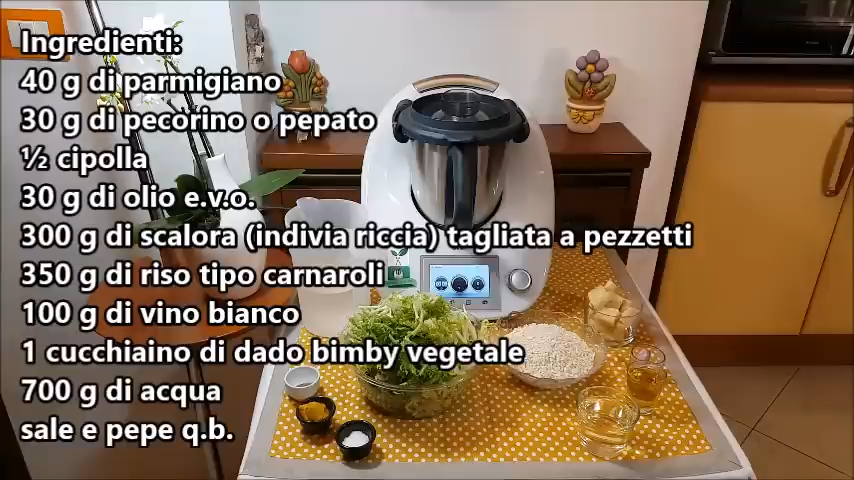 Ingredienti:
40 g di parmigiano
30 g di pecorino o pepato
½ cipolla
30 g di olio e.v.o.
300 g di scalora (indivia riccia) tagliata a pezzetti
350 g di riso tipo carnaroli
100 g di vino bianco
1 cucchiaino di dado bimby vegetale
700 g di acqua
sale e pepe q.b.